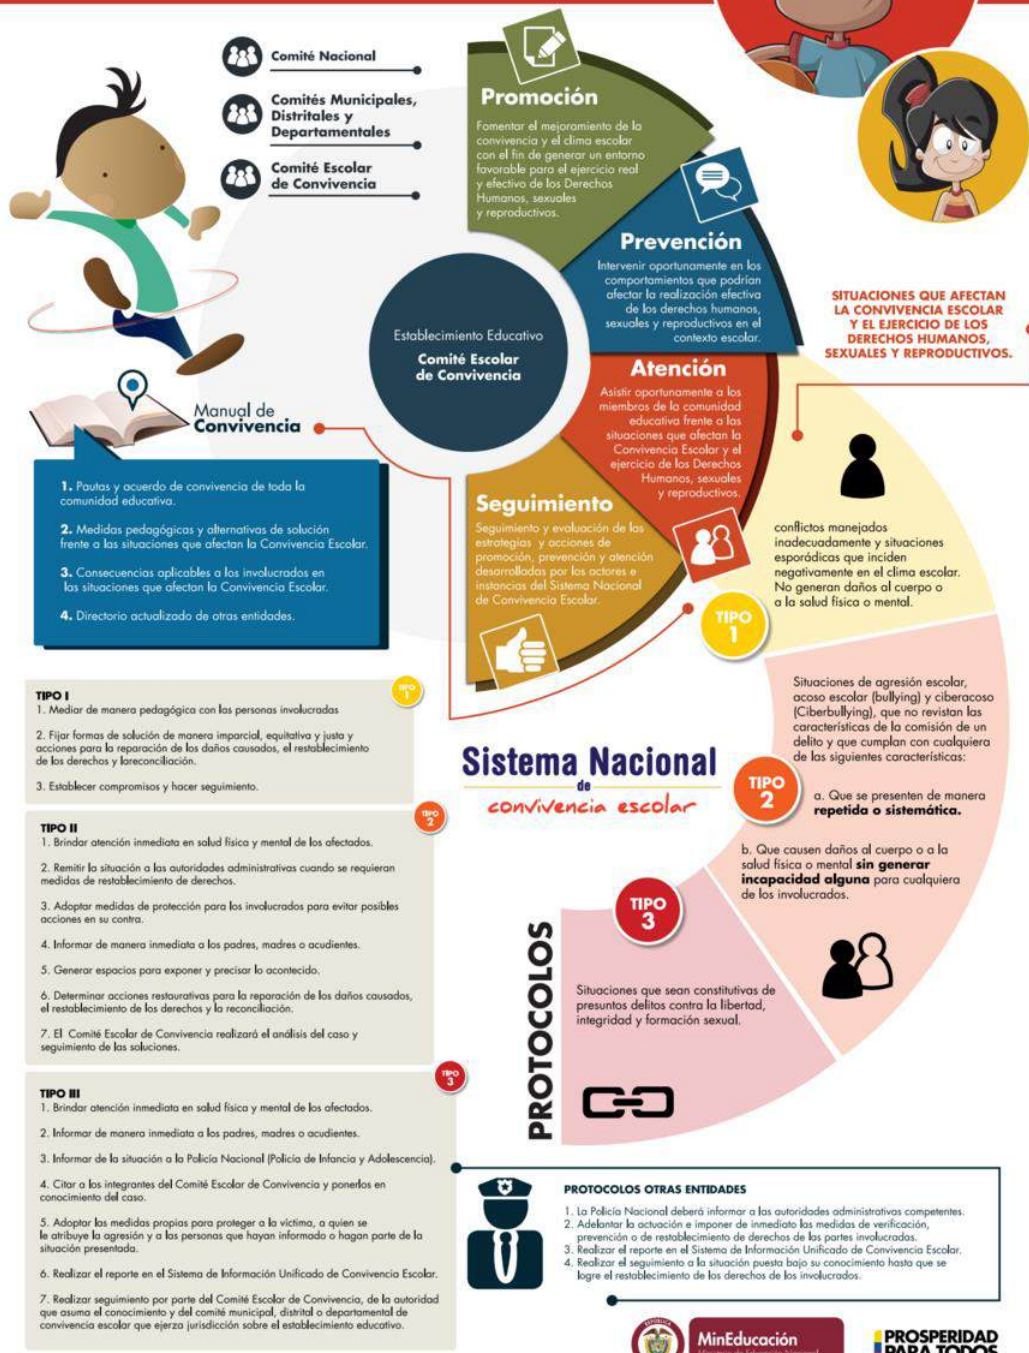 Comité Nacional
Comités Municipales,
Distritales y
Departamentales
Comité Escolar
de Convivencia
Promoción
Fomentar el mejoramiento de la
convivencia y el clima escolar
con el fin de generar un entorno
favorable para el ejercicio real
y efectivo de los Derechos
Humanos, sexuales
y reproductivos.
Prevención
Intervenir oportunamente en los
comportamientos que podrían
afectar la realización efectiva
de los derechos humanos,
sexuales y reproductivos en el
contexto escolar.
SITUACIONES QUE AFECTAN
LA CONVIVENCIA ESCOLAR
Y EL EJERCICIO DE LOS
DERECHOS HUMANOS,
SEXUALES Y REPRODUCTIVOS.
Establecimiento Educativo
Comité Escolar
de Convivencia
Atención
Asistir oportunamente a los
miembros de la comunidad
educativa frente a las
situaciones que afectan la
Convivencia Escolar y el
ejercicio de los Derechos
Humanos, sexuales
y reproductivos.
Manual de
Convivencia
1. Pautas y acuerdo de convivencia de toda la
comunidad educativa.
2. Medidas pedagógicas y alternativas de solución
frente a las situaciones que afectan la Convivencia Escolar.
3. Consecuencias aplicables a los involucrados en
las situaciones que afectan la Convivencia Escolar.
4. Directorio actualizado de otras entidades.
Seguimiento
Seguimiento y evaluación de las
estrategias y acciones de
promoción, prevención y atención
desarrolladas por los actores e
instancias del Sistema Nacional
de Convivencia Escolar.
conflictos manejados
inadecuadamente y situaciones
esporádicas que inciden
negativamente en el clima escolar.
No generan daños al cuerpo o
a la salud física o mental.
TIPO
1
Situaciones de agresión escolar,
acoso escolar (bullying) y ciberacoso
(Ciberbullying), que no revistan las
características de la comisión de un
delito y que cumplan con cualquiera
de las siguientes características:
TIPO
2
a. Que se presenten de manera
repetida o sistemática.
b. Que causen daños al cuerpo o a la
salud física o mental sin generar
incapacidad alguna para cualquiera
de los involucrados.
Sistema Nacional
de
convivencia escolar
TIPO
3
Situaciones que sean constitutivas de
presuntos delitos contra la libertad,
integridad y formación sexual.
PROTOCOLOS
TIPO
1
TIPO I
1. Mediar de manera pedagógica con las personas involucradas
2. Fijar formas de solución de manera imparcial, equitativa y justa y
acciones para la reparación de los daños causados, el restablecimiento
de los derechos y lareconciliación.
3. Establecer compromisos y hacer seguimiento.
TIPO
2
TIPO II
1. Brindar atención inmediata en salud física y mental de los afectados.
2. Remitir la situación a las autoridades administrativas cuando se requieran
medidas de restablecimiento de derechos.
3. Adoptar medidas de protección para los involucrados para evitar posibles
acciones en su contra.
4. Informar de manera inmediata a los padres, madres o acudientes.
5. Generar espacios para exponer y precisar lo acontecido.
6. Determinar acciones restaurativas para la reparación de los daños causados,
el restablecimiento de los derechos y la reconciliación.
7. El Comité Escolar de Convivencia realizará el análisis del caso y
seguimiento de las soluciones.
TIPO
3
TIPO III
1. Brindar atención inmediata en salud física y mental de los afectados.
2. Informar de manera inmediata a los padres, madres o acudientes.
3. Informar de la situación a la Policía Nacional (Policía de Infancia y Adolescencia).
4. Citar a los integrantes del Comité Escolar de Convivencia y ponerlos en
conocimiento del caso.
5. Adoptar las medidas propias para proteger a la víctima, a quien se
le atribuye la agresión y a las personas que hayan informado o hagan parte de la
situación presentada.
6. Realizar el reporte en el Sistema de Información Unificado de Convivencia Escolar.
7. Realizar seguimiento por parte del Comité Escolar de Convivencia, de la autoridad
que asuma el conocimiento y del comité municipal, distrital o departamental de
convivencia escolar que ejerza jurisdicción sobre el establecimiento educativo.
PROTOCOLOS OTRAS ENTIDADES
1. La Policía Nacional deberá informar a las autoridades administrativas competentes.
2. Adelantar la actuación e imponer de inmediato las medidas de verificación,
prevención o de restablecimiento de derechos de las partes involucradas.
3. Realizar el reporte en el Sistema de Información Unificado de Convivencia Escolar.
4. Realizar el seguimiento a la situación puesta bajo su conocimiento hasta que se
logre el restablecimiento de los derechos de los involucrados.
MinEducación
PROSPERIDAD
PARA TODOS